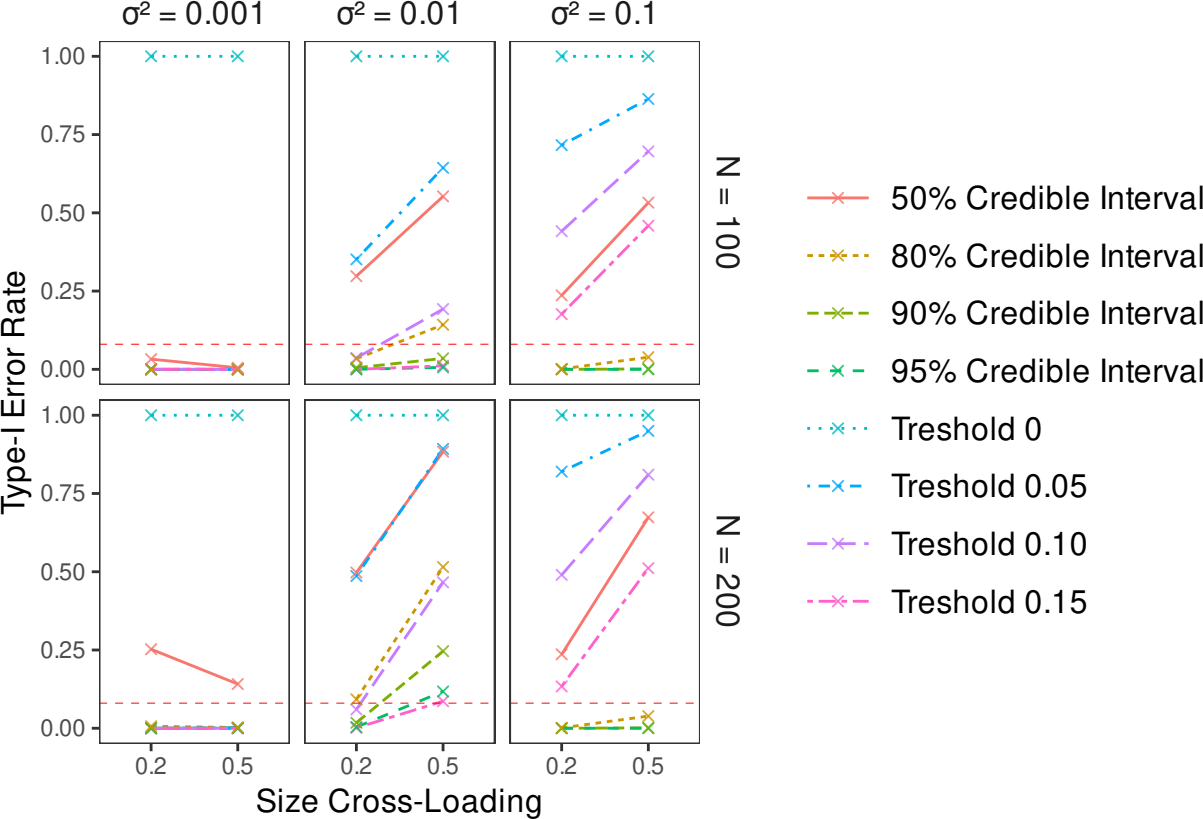 σ² = 0.001
σ² = 0.01
σ² = 0.1
1.00
0.75
0.50
0.25
0.00
N = 100
1.00
0.75
0.50
0.25
0.00
N = 200
Type-I Error Rate
0.2
0.5
0.2
0.5
0.2
0.5
Size Cross-Loading
50% Credible Interval
80% Credible Interval
90% Credible Interval
95% Credible Interval
Treshold 0
Treshold 0.05
Treshold 0.10
Treshold 0.15